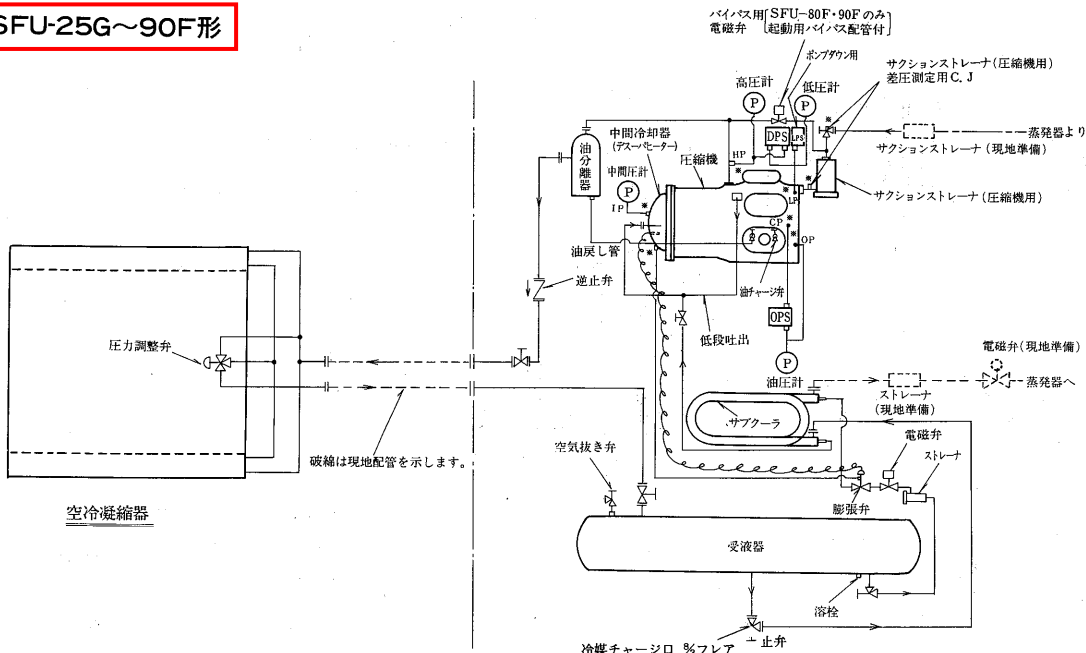 SFU-25G〜90F形
バイパス用 [SFU-80F・90Fのみ
電磁弁 起動用バイパス配管付]
ポンプダウン用
サクションストレーナ(圧縮機用)
差圧測定用C.J
高圧計
低圧計
P
P
中間冷却器
(デスーパヒーター)
DPS
LPS
蒸発器より
サクションストレーナ(現地準備)
油分離器
圧縮機
HP
中間圧計
P
IP
LP
サクションストレーナ(圧縮機用)
CP
OP
油戻し管
逆止弁
油チャージ弁
OPS
低段吐出
圧力調整弁
P
油圧計
電磁弁(現地準備)
蒸発器へ
ストレーナ
(現地準備)
サブクーラ
電磁弁
ストレーナ
空気抜き弁
破線は現地配管を示します。
膨張弁
空冷凝縮器
受液器
溶栓
止弁
冷媒チャージ口
フレア